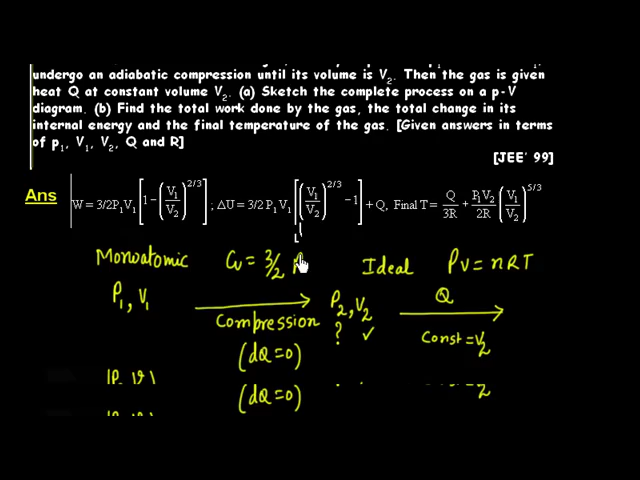 undergo an adiabatic compression until its volume is V₂. Then the gas is given
heat Q at constant volume V₂. (a) Sketch the complete process on a p-V
diagram. (b) Find the total work done by the gas, the total change in its
internal energy and the final temperature of the gas. [Given answers in terms
of p₁, V₁, V₂, Q and R]
[JEE' 99]
Ans
W = 3/2P₁V₁[1-(V₁/V₂)^2/3] ; ΔU = 3/2 P₁V₁[(V₁/V₂)^2/3 -1] + Q, Final T = Q/3R + P₁V₂/2R (V₁/V₂)^5/3
Monoatomic Cv = 3/2 Ideal PV = nRT
P₁, V₁ P₂, V₂ Q
Compression ? ✓ Const = V₂
(dQ=0)
(dQ=0) 2